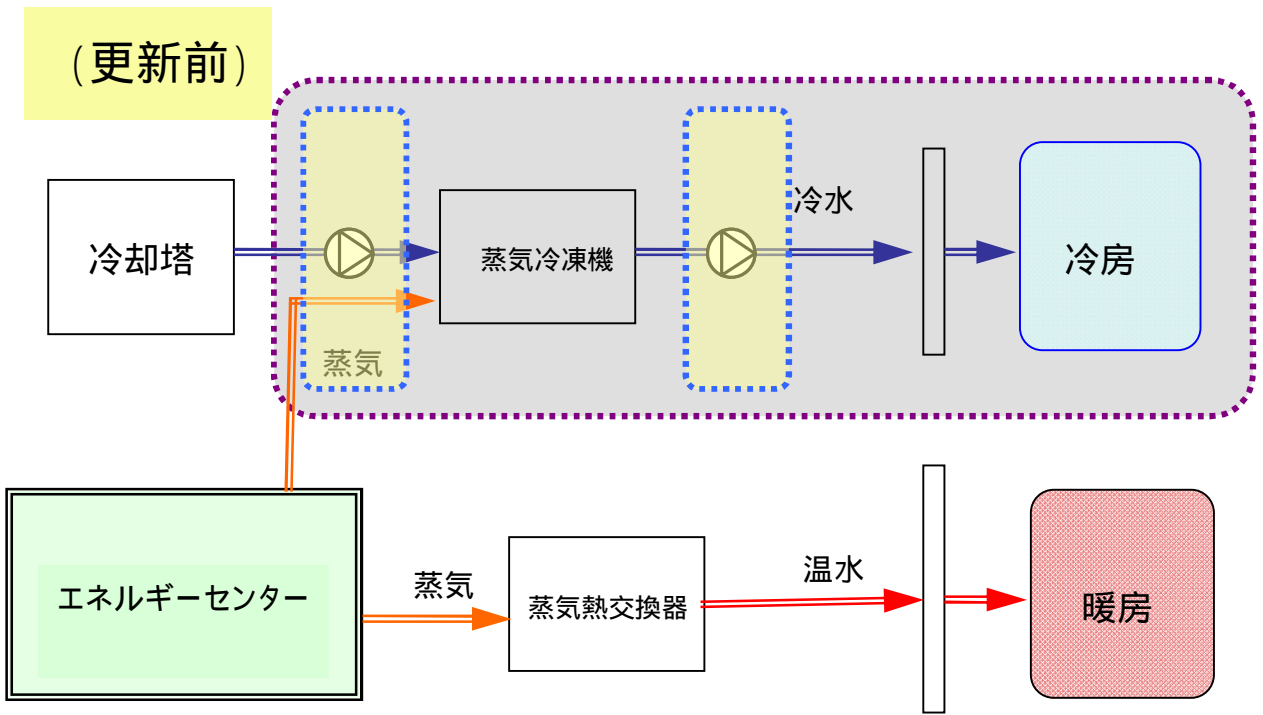 (更新前)
冷水
冷却塔
蒸気冷凍機
冷房
蒸気
エネルギーセンター
蒸気
蒸気熱交換器
温水
暖房